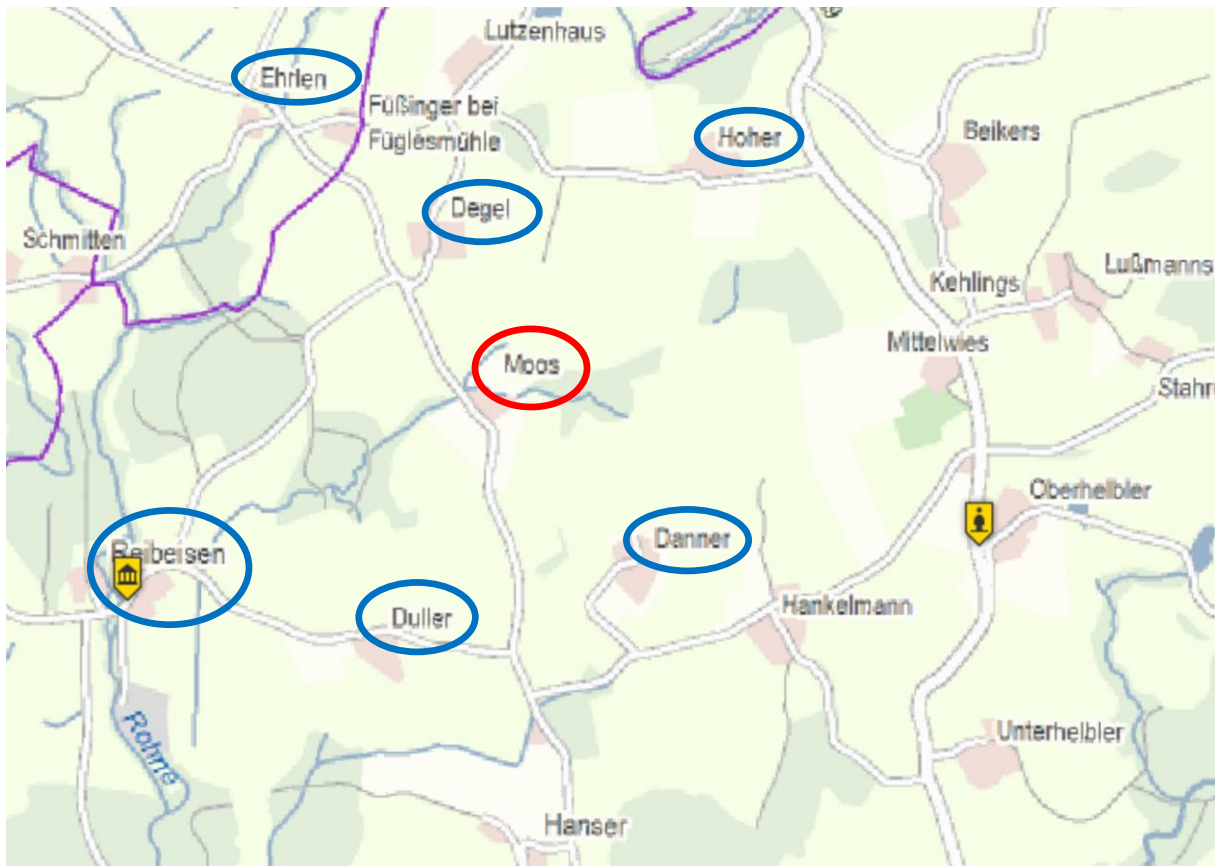 Lutzenhaus
Ehrlen
Füßinger bei
Füglesmühle
Hoher
Beikers
Degel
Schmitten
Kehlings
Lußmanns
Mittelwies
Moos
Stahr
Oberhelbler
Reibeisen
Danner
Duller
Hankelmann
Rohne
Unterhelbler
Hanser